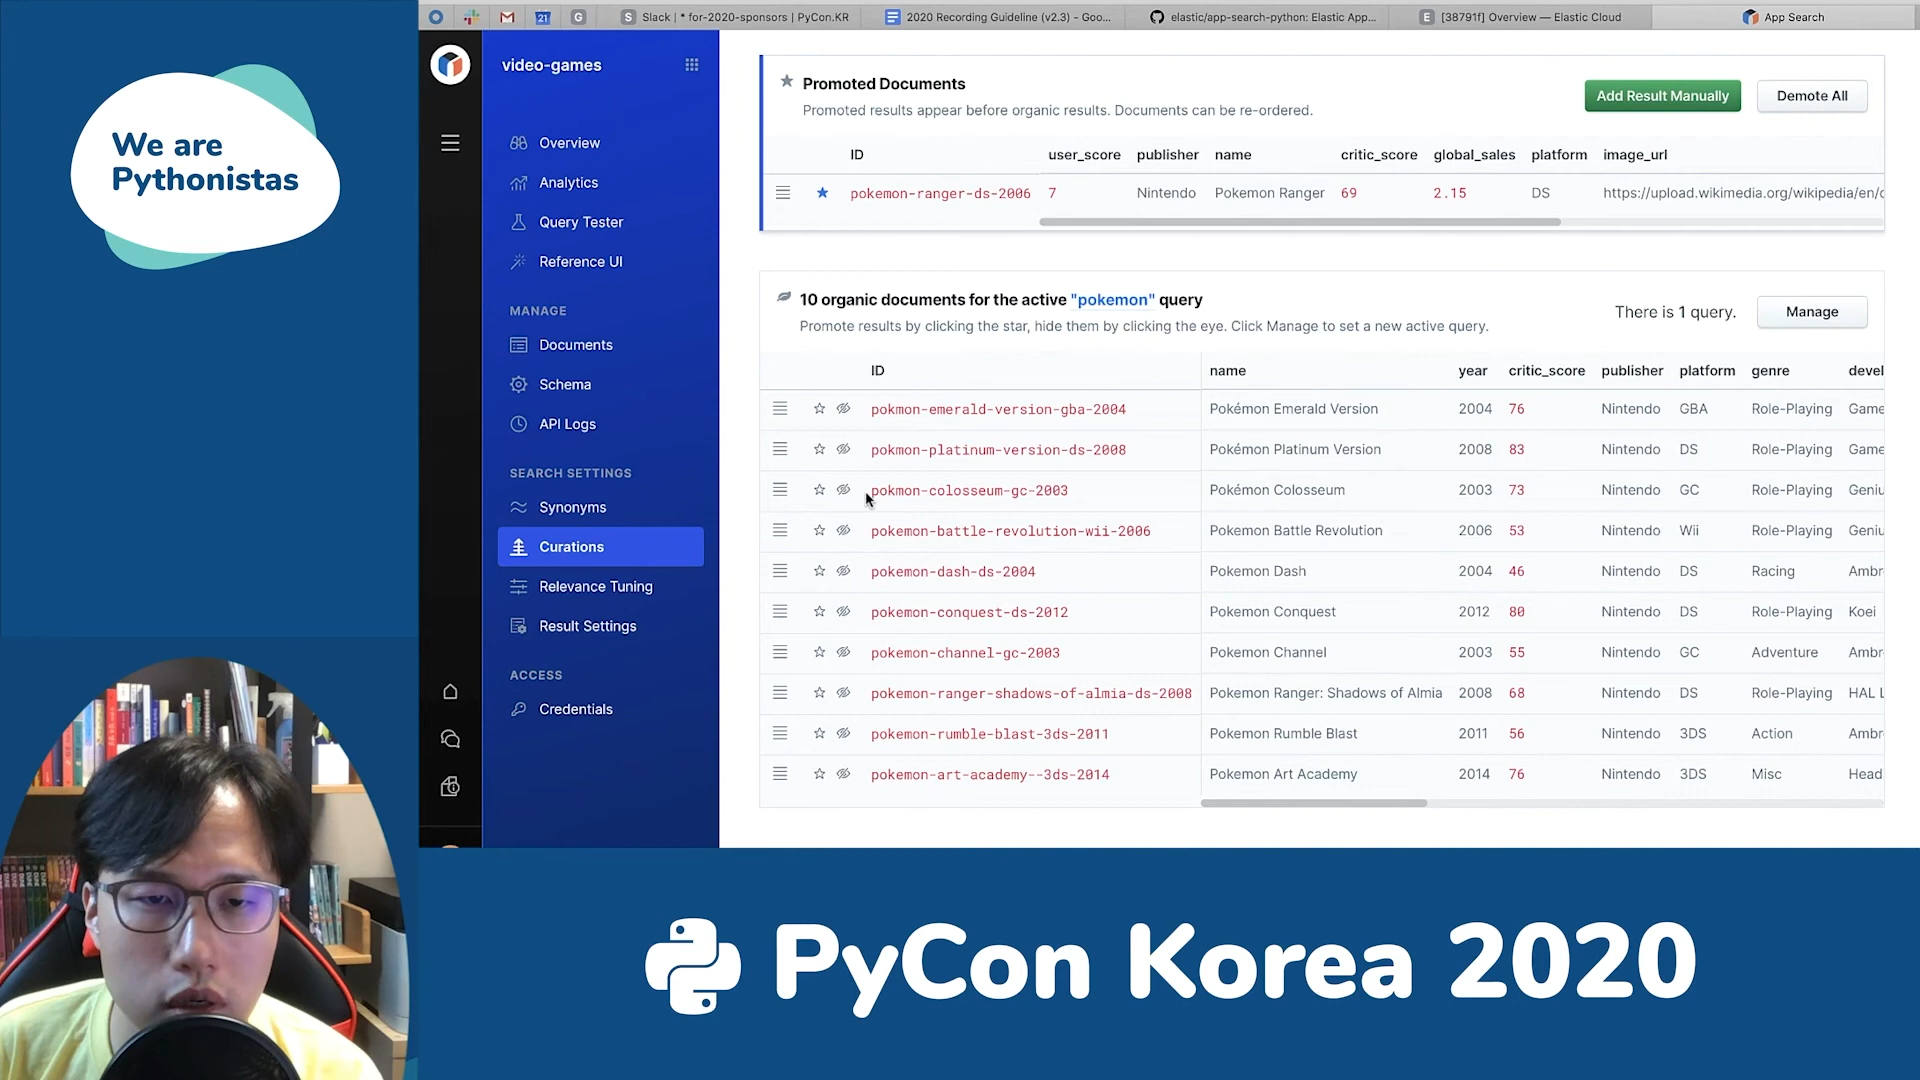 Slack | * for-2020-sponsors | PyCon.KR
2020 Recording Guideline (v2.3) - Goo...
elastic/app-search-python: Elastic App...
[38791f] Overview — Elastic Cloud
App Search
We are
Pythonistas
video-games
Overview
Analytics
Query Tester
Reference UI
MANAGE
Documents
Schema
API Logs
SEARCH SETTINGS
Synonyms
Curations
Relevance Tuning
Result Settings
ACCESS
Credentials
Promoted Documents
Promoted results appear before organic results. Documents can be re-ordered.
Add Result Manually
Demote All
ID user_score publisher name critic_score global_sales platform image_url
pokemon-ranger-ds-2006 7 Nintendo Pokemon Ranger 69 2.15 DS https://upload.wikimedia.org/wikipedia/en/c
10 organic documents for the active "pokemon" query
Promote results by clicking the star, hide them by clicking the eye. Click Manage to set a new active query.
There is 1 query.
Manage
ID name year critic_score publisher platform genre devel
pokmon-emerald-version-gba-2004 Pokémon Emerald Version 2004 76 Nintendo GBA Role-Playing Game
pokmon-platinum-version-ds-2008 Pokémon Platinum Version 2008 83 Nintendo DS Role-Playing Game
pokmon-colosseum-gc-2003 Pokémon Colosseum 2003 73 Nintendo GC Role-Playing Geniu
pokemon-battle-revolution-wii-2006 Pokemon Battle Revolution 2006 53 Nintendo Wii Role-Playing Geniu
pokemon-dash-ds-2004 Pokemon Dash 2004 46 Nintendo DS Racing Ambr
pokemon-conquest-ds-2012 Pokemon Conquest 2012 80 Nintendo DS Role-Playing Koei
pokemon-channel-gc-2003 Pokemon Channel 2003 55 Nintendo GC Adventure Ambr
pokemon-ranger-shadows-of-almia-ds-2008 Pokemon Ranger: Shadows of Almia 2008 68 Nintendo DS Role-Playing HAL L
pokemon-rumble-blast-3ds-2011 Pokemon Rumble Blast 2011 56 Nintendo 3DS Action Ambr
pokemon-art-academy--3ds-2014 Pokemon Art Academy 2014 76 Nintendo 3DS Misc Head
PyCon Korea 2020